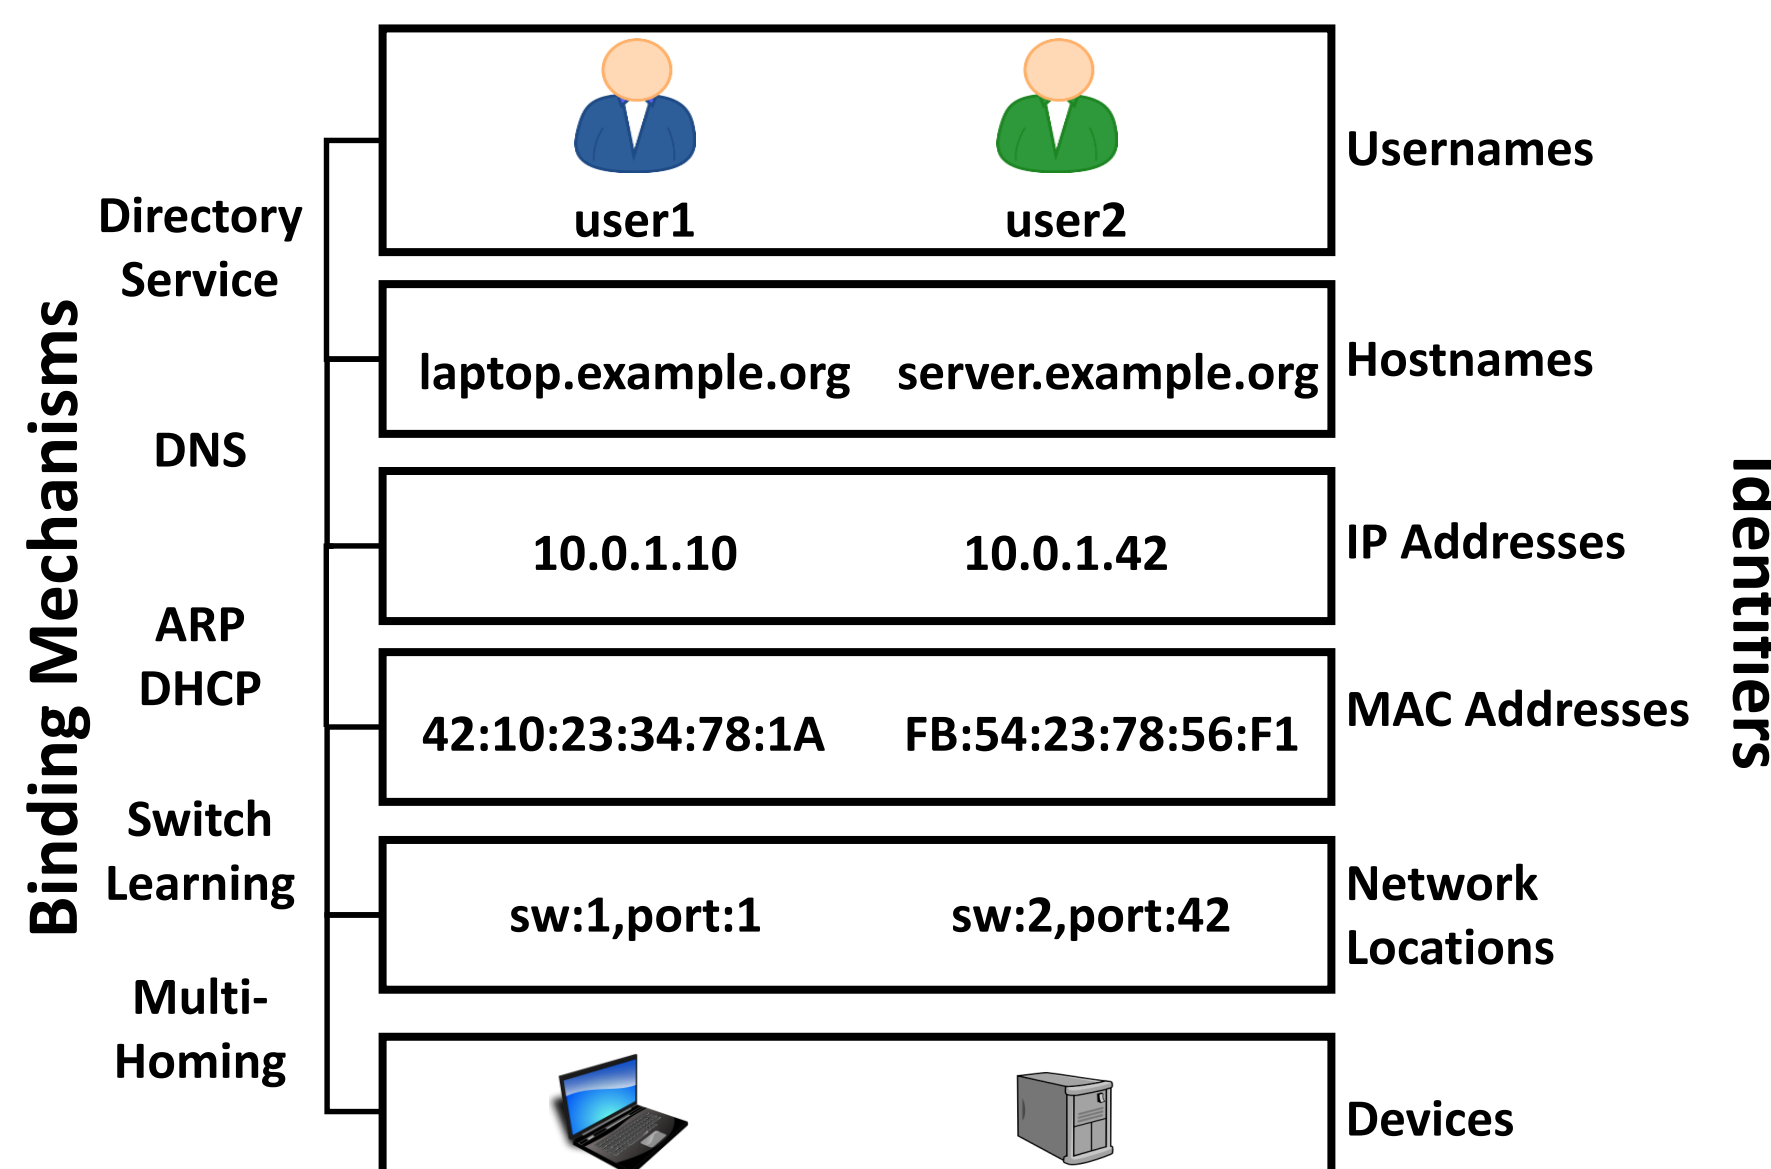 Binding Mechanisms
Directory
Service
DNS
ARP
DHCP
Switch
Learning
Multi-
Homing
user1 user2
laptop.example.org server.example.org
10.0.1.10 10.0.1.42
42:10:23:34:78:1A FB:54:23:78:56:F1
sw:1,port:1 sw:2,port:42
Usernames
Hostnames
IP Addresses
MAC Addresses
Network
Locations
Devices
Identifiers